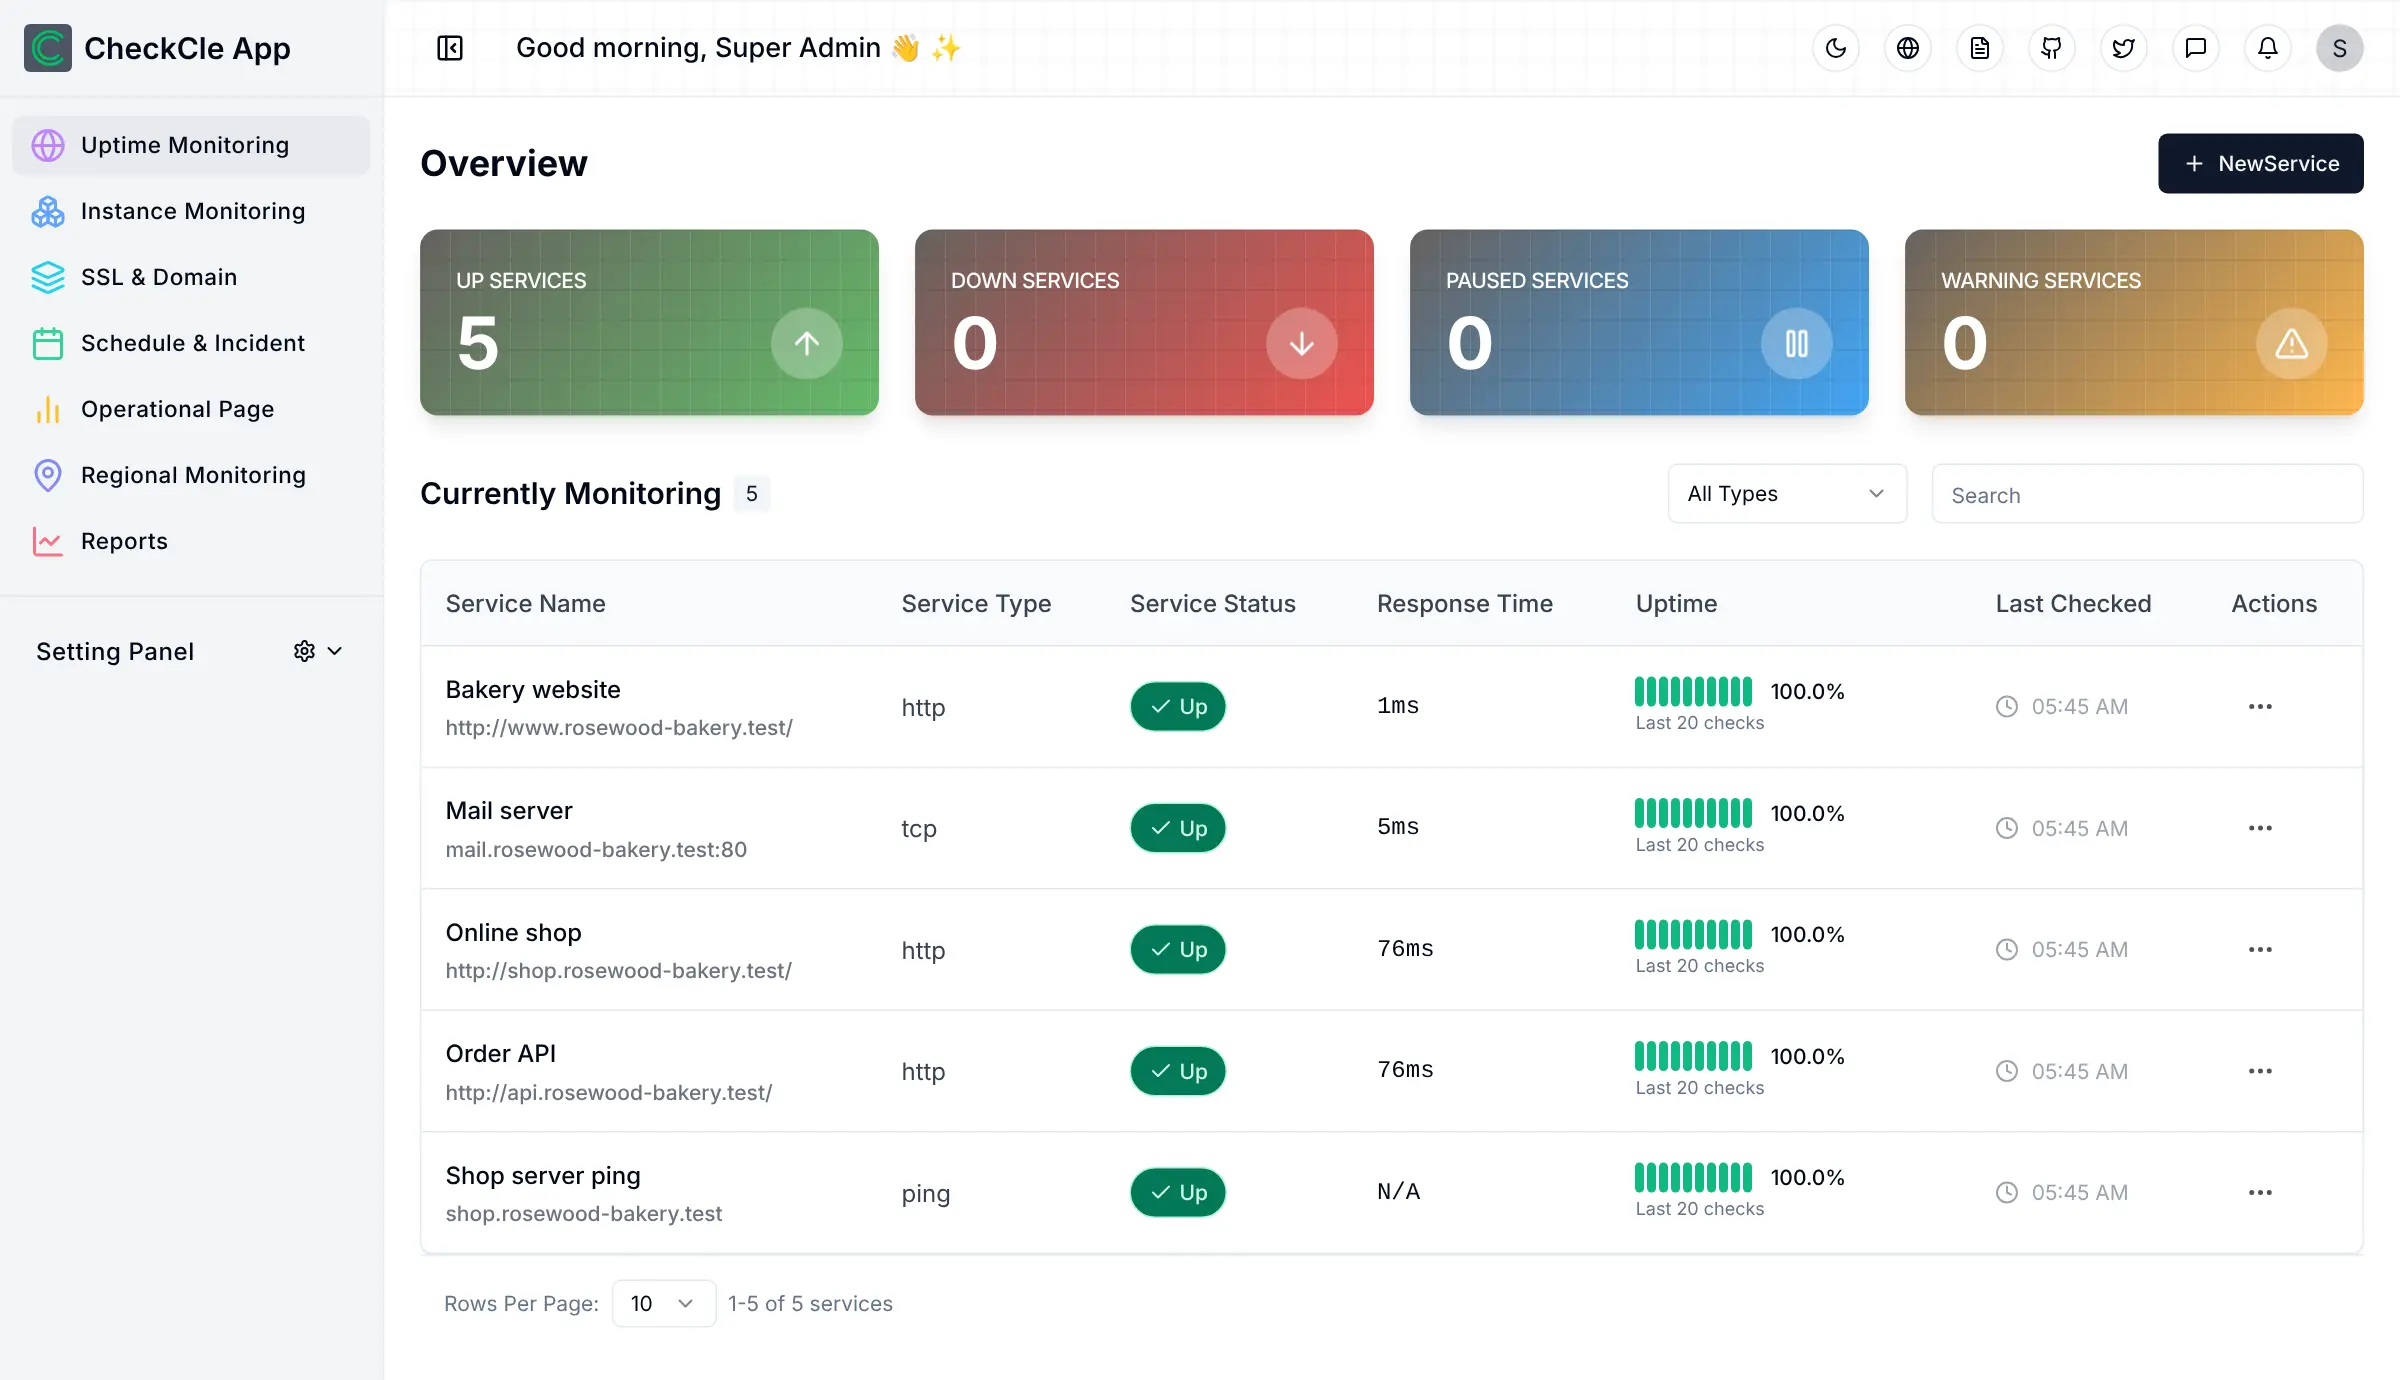 CheckCle App
Good morning, Super Admin 👋 ✨
S
Uptime Monitoring
Instance Monitoring
SSL & Domain
Schedule & Incident
Operational Page
Regional Monitoring
Reports
Setting Panel
Overview
+ NewService
UP SERVICES
5
DOWN SERVICES
0
PAUSED SERVICES
0
WARNING SERVICES
0
Currently Monitoring 5
All Types
Search
Service Name Service Type Service Status Response Time Uptime Last Checked Actions
Bakery website
http://www.rosewood-bakery.test/
http
Up
1ms
100.0%
Last 20 checks
05:45 AM
Mail server
mail.rosewood-bakery.test:80
tcp
Up
5ms
100.0%
Last 20 checks
05:45 AM
Online shop
http://shop.rosewood-bakery.test/
http
Up
76ms
100.0%
Last 20 checks
05:45 AM
Order API
http://api.rosewood-bakery.test/
http
Up
76ms
100.0%
Last 20 checks
05:45 AM
Shop server ping
shop.rosewood-bakery.test
ping
Up
N/A
100.0%
Last 20 checks
05:45 AM
Rows Per Page: 10 1-5 of 5 services